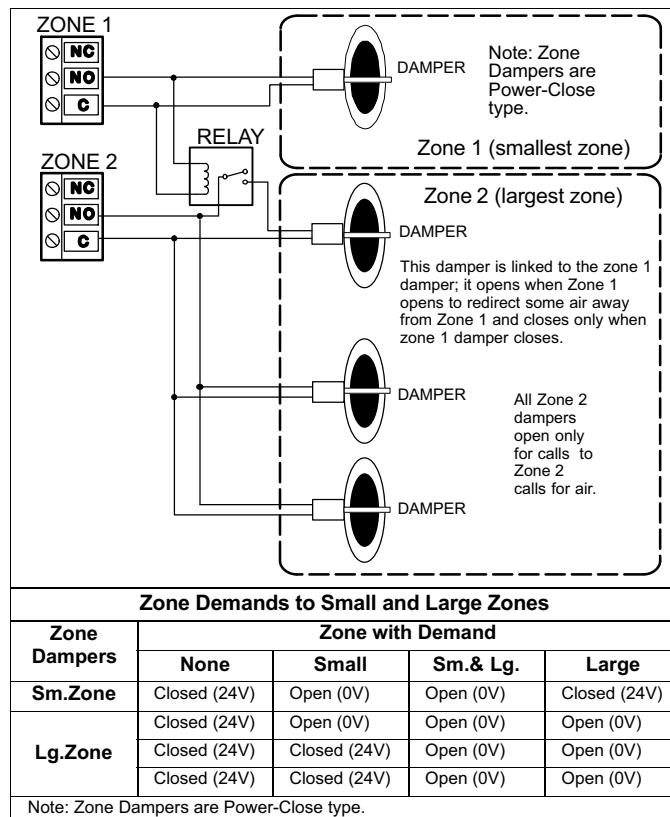 ZONE 1
NC
NO
C
DAMPER
Note: Zone
Dampers are
Power-Close
type.
Zone 1 (smallest zone)
RELAY
ZONE 2
NC
NO
C
Zone 2 (largest zone)
DAMPER
This damper is linked to the zone 1
damper; it opens when Zone 1
opens to redirect some air away
from Zone 1 and closes only when
zone 1 damper closes.
DAMPER
All Zone 2
dampers
open only
for calls to
Zone 2
calls for air.
DAMPER
Zone Demands to Small and Large Zones
Zone Dampers
Zone with Demand
None Small Sm.& Lg. Large
Sm.Zone Closed (24V) Open (0V) Open (0V) Closed (24V)
Lg.Zone
Closed (24V) Open (0V) Open (0V) Open (0V)
Closed (24V) Closed (24V) Open (0V) Open (0V)
Closed (24V) Closed (24V) Open (0V) Open (0V)
Note: Zone Dampers are Power-Close type.